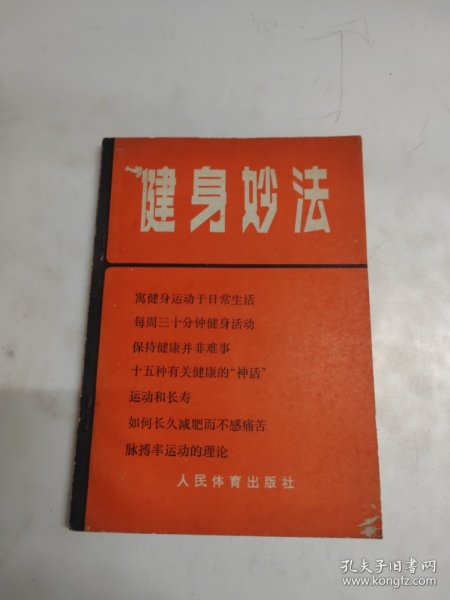 健身妙法
寓健身运动于日常生活
每周三十分钟健身活动
保持健康并非难事
十五种有关健康的“神话”
运动和长寿
如何长久减肥而不感痛苦
脉搏率运动的理论
人民体育出版社
孔夫子旧书网
www.kongfz.com